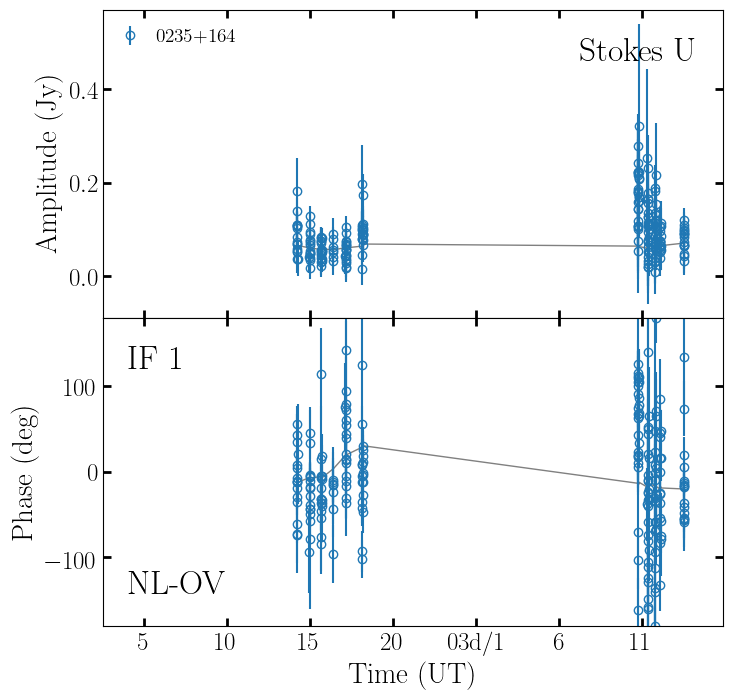 0235+164
Stokes U
Amplitude (Jy)
0.4
0.2
0.0
IF 1
Phase (deg)
100
0
−100
NL-OV
5 10 15 20 03d/1 6 11
Time (UT)